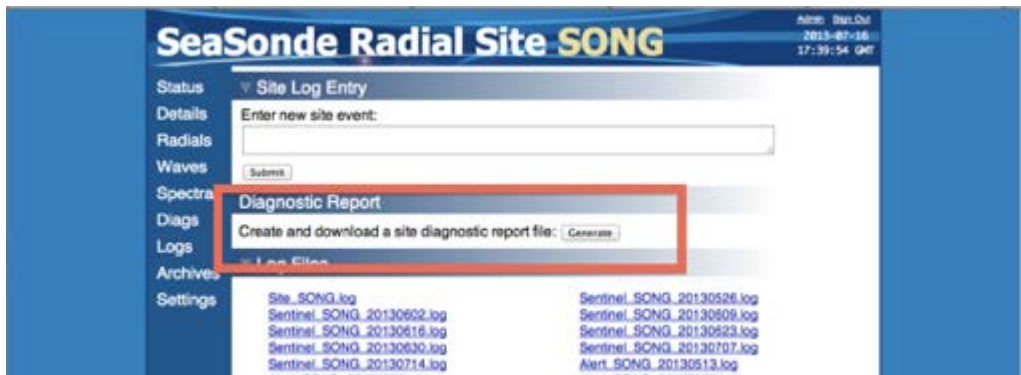 SeaSonde Radial Site SONG
Admin Sign Out
2013-07-16
17:39:54 GMT
Status
Details
Radials
Waves
Spectra
Diags
Logs
Archives
Settings
Site Log Entry
Enter new site event:
Submit
Diagnostic Report
Create and download a site diagnostic report file: Generate
Log Files
Site_SONG.log
Sentinel_SONG_20130526.log
Sentinel_SONG_20130602.log
Sentinel_SONG_20130609.log
Sentinel_SONG_20130616.log
Sentinel_SONG_20130623.log
Sentinel_SONG_20130630.log
Sentinel_SONG_20130707.log
Sentinel_SONG_20130714.log
Alert_SONG_20130513.log